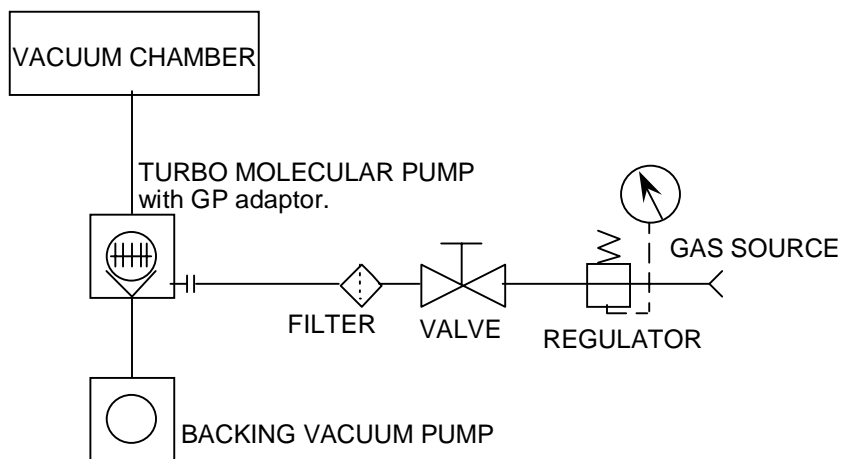 VACUUM CHAMBER
TURBO MOLECULAR PUMP
with GP adaptor.
GAS SOURCE
FILTER
VALVE
REGULATOR
BACKING VACUUM PUMP